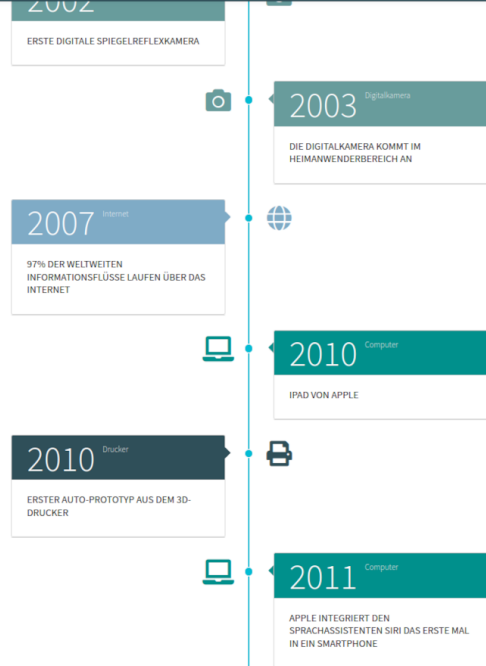 2002
ERSTE DIGITALE SPIEGELREFLEXKAMERA
2003 Digitalkamera
DIE DIGITALKAMERA KOMMT IM
HEIMANWENDERBEREICH AN
2007 Internet
97% DER WELTWEITEN
INFORMATIONSFLÜSSE LAUFEN ÜBER DAS
INTERNET
2010 Computer
IPAD VON APPLE
2010 Drucker
ERSTER AUTO-PROTOTYP AUS DEM 3D-
DRUCKER
2011 Computer
APPLE INTEGRIERT DEN
SPRACHASSISTENTEN SIRI DAS ERSTE MAL
IN EIN SMARTPHONE